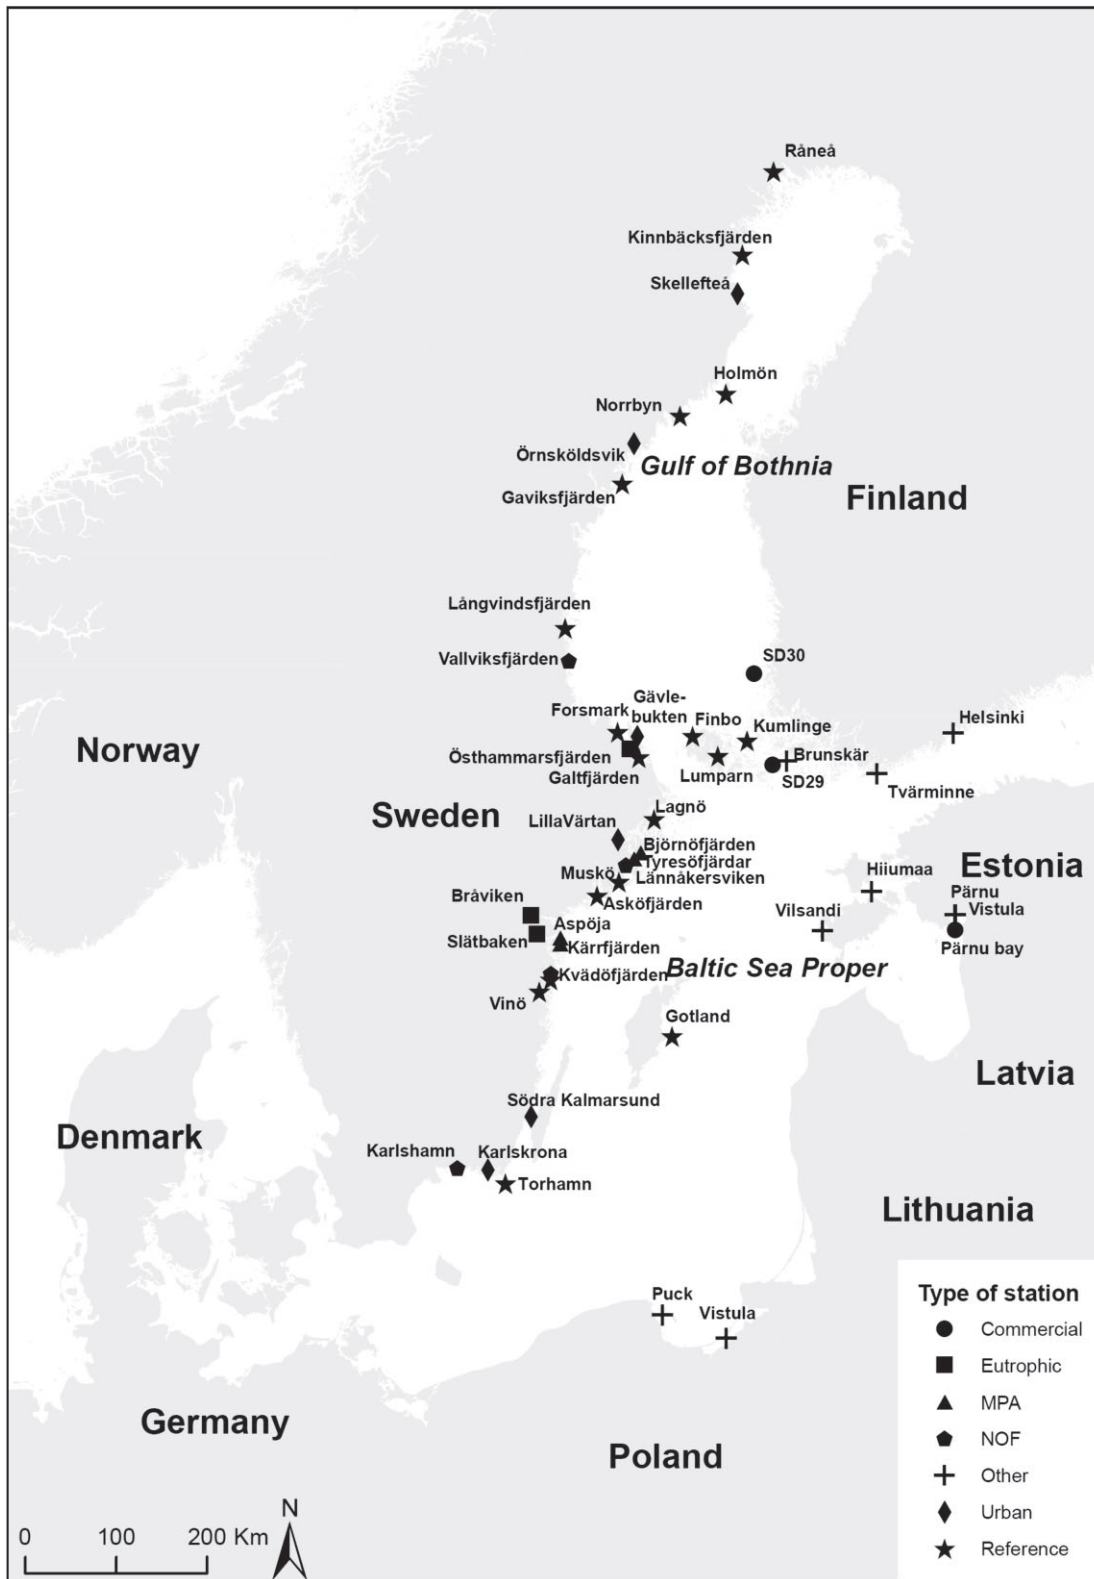 Råneå
Kinnbäcksfjärden
Skellefteå
Holmön
Norrbyn
Örnsköldsvik
Gulf of Bothnia
Gaviksfjärden
Finland
Långvindsfjärden
Vallviksfjärden
SD30
Gävle-
bukten
Forsmark
Finbo
Kumlinge
Helsinki
Norway
Östhammarsfjärden
Brunskär
Galtfjärden
Lumparn
SD29
Tvärminne
Lagnö
Sweden
LillaVärtan
Björnöfjärden
Tyresöfjärdar
Estonia
Muskö
Lännåkersviken
Hiiumaa
Pärnu
Bråviken
Asköfjärden
Vilsandi
Vistula
Aspöja
Slätbaken
Kärrfjärden
Pärnu bay
Baltic Sea Proper
Kvädöfjärden
Vinö
Gotland
Latvia
Södra Kalmarsund
Denmark
Karlshamn
Karlskrona
Torhamn
Lithuania
Puck
Vistula
Germany
Poland
Type of station
Commercial
Eutrophic
MPA
NOF
Other
Urban
Reference
N
0 100 200 Km